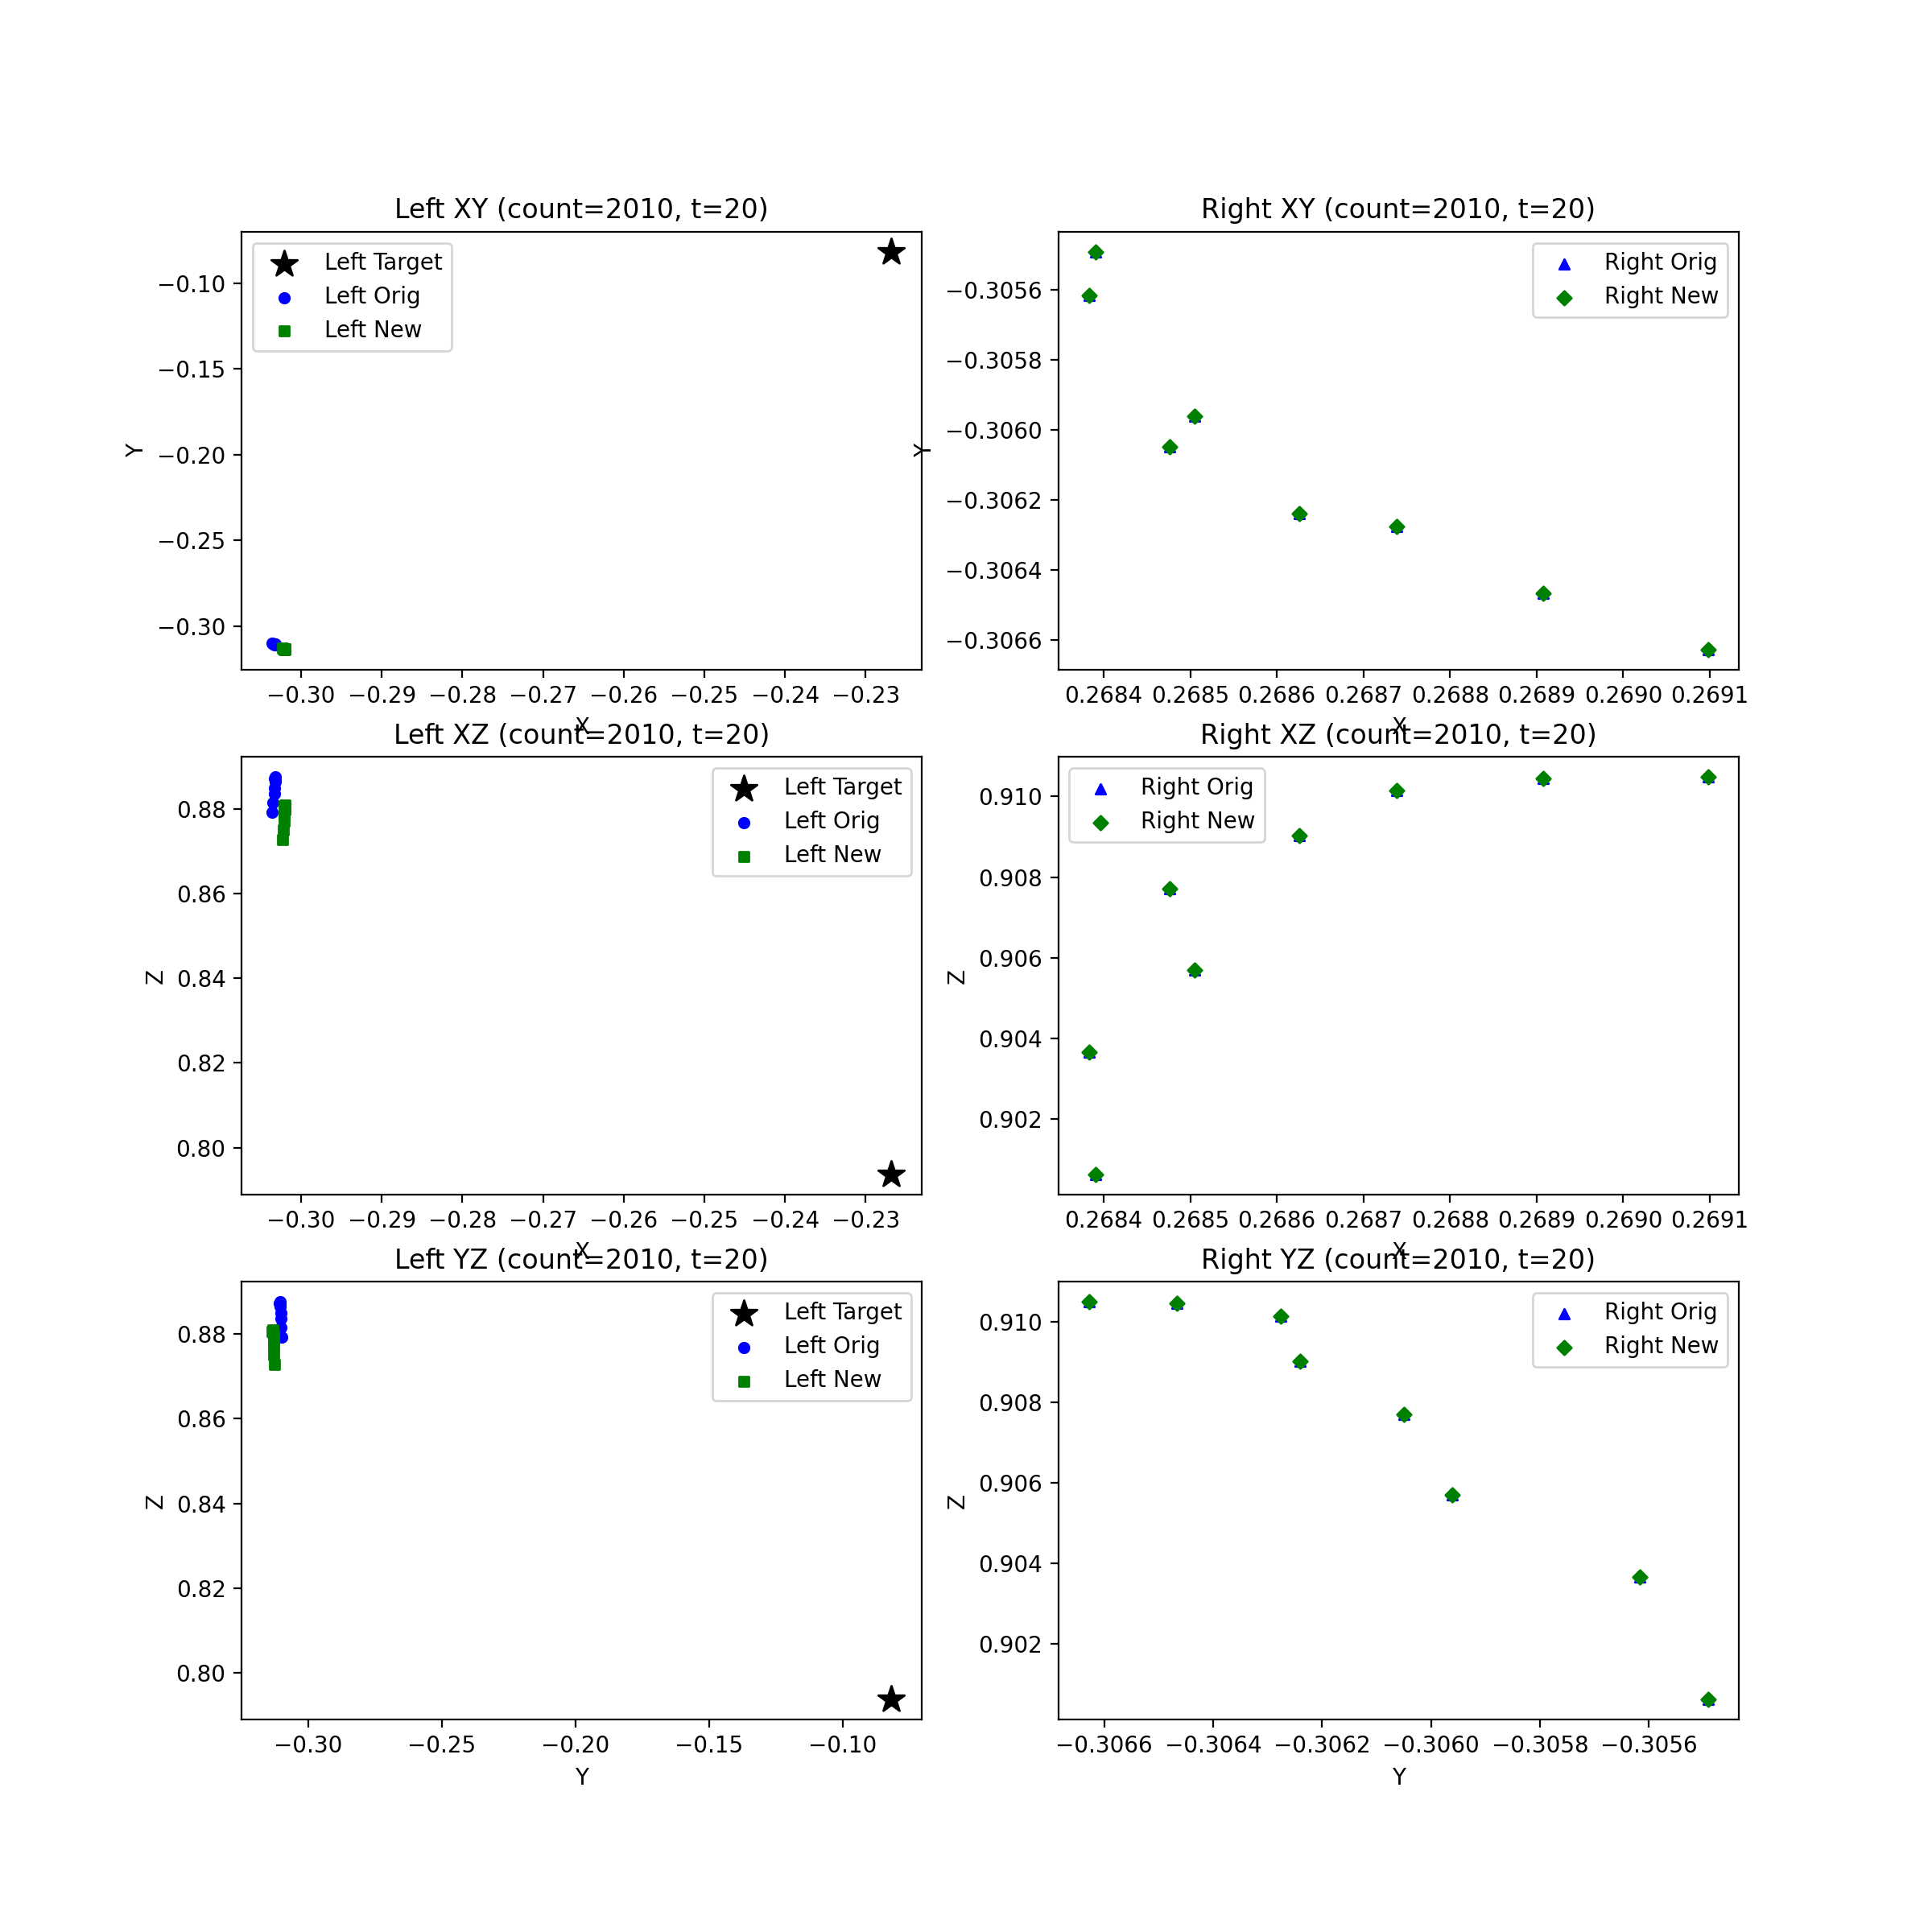 Left XY (count=2010, t=20)
Left Target
Left Orig
Left New
Y
−0.10
−0.15
−0.20
−0.25
−0.30
−0.30 −0.29 −0.28 −0.27 −0.26 −0.25 −0.24 −0.23
X
Right XY (count=2010, t=20)
Right Orig
Right New
Y
−0.3056
−0.3058
−0.3060
−0.3062
−0.3064
−0.3066
0.2684 0.2685 0.2686 0.2687 0.2688 0.2689 0.2690 0.2691
X
Left XZ (count=2010, t=20)
Left Target
Left Orig
Left New
Z
0.88
0.86
0.84
0.82
0.80
−0.30 −0.29 −0.28 −0.27 −0.26 −0.25 −0.24 −0.23
X
Right XZ (count=2010, t=20)
Right Orig
Right New
Z
0.910
0.908
0.906
0.904
0.902
0.2684 0.2685 0.2686 0.2687 0.2688 0.2689 0.2690 0.2691
X
Left YZ (count=2010, t=20)
Left Target
Left Orig
Left New
Z
0.88
0.86
0.84
0.82
0.80
−0.30 −0.25 −0.20 −0.15 −0.10
Y
Right YZ (count=2010, t=20)
Right Orig
Right New
Z
0.910
0.908
0.906
0.904
0.902
−0.3066 −0.3064 −0.3062 −0.3060 −0.3058 −0.3056
Y